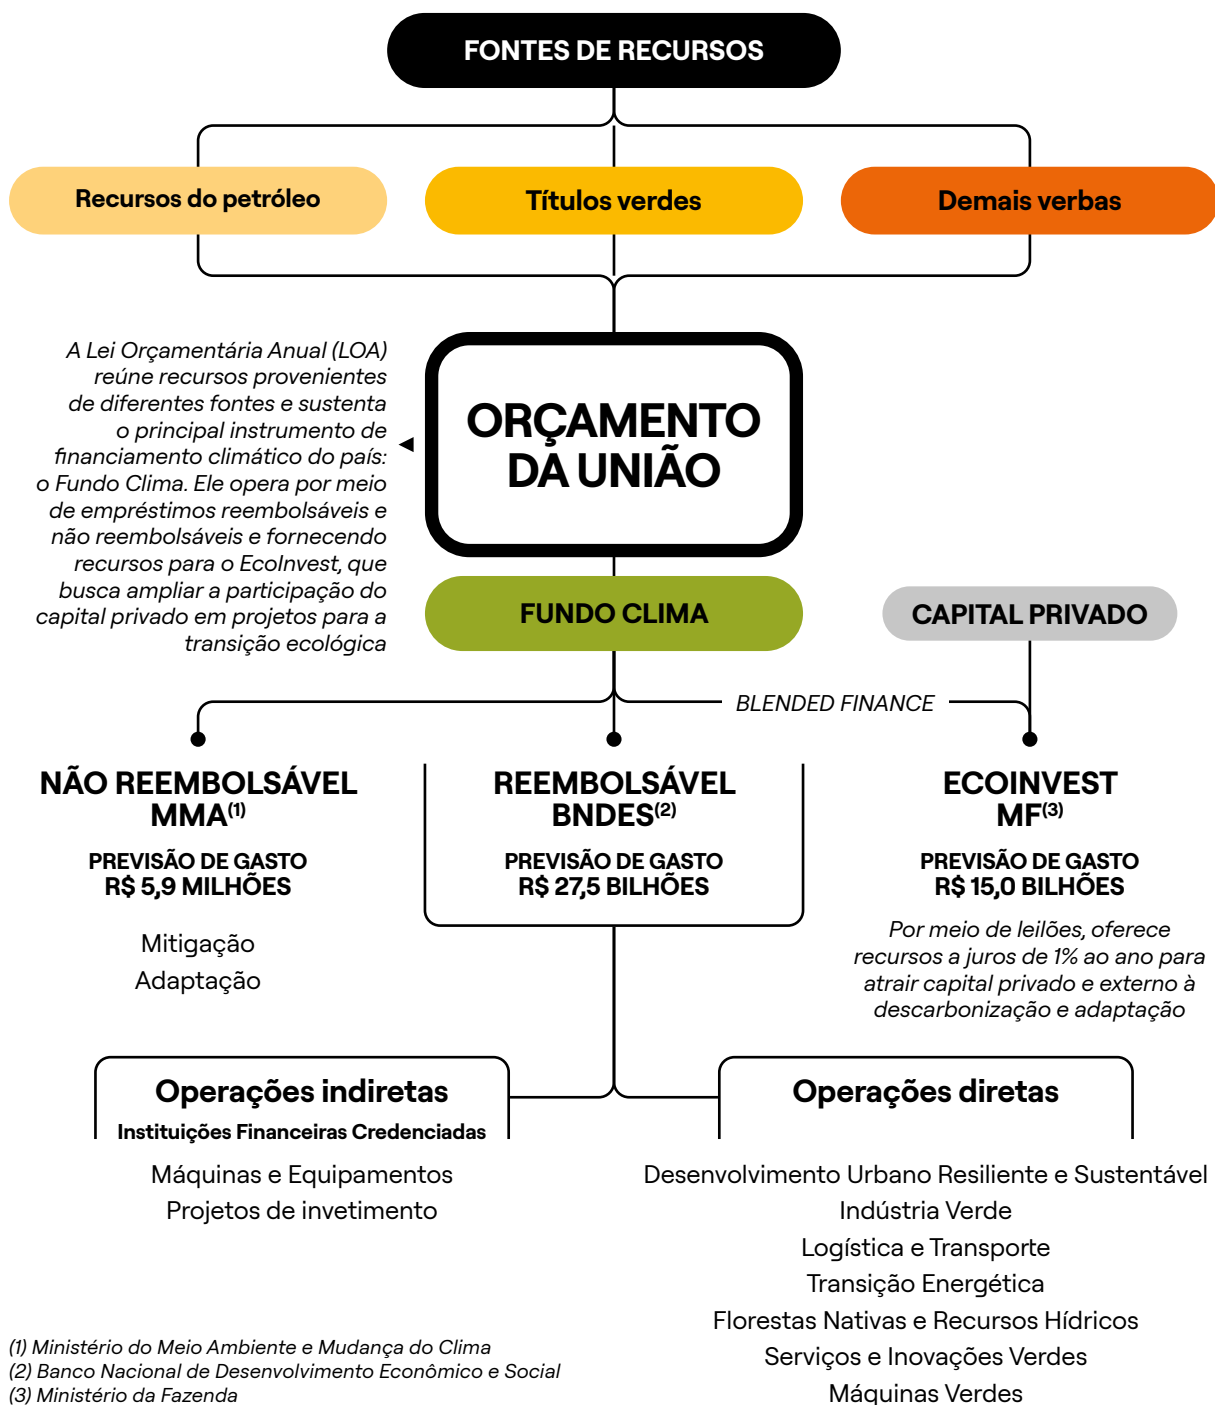 FONTES DE RECURSOS
Recursos do petróleo
Títulos verdes
Demais verbas
A Lei Orçamentária Anual (LOA)
reúne recursos provenientes
de diferentes fontes e sustenta
o principal instrumento de
financiamento climático do país:
o Fundo Clima. Ele opera por meio
de empréstimos reembolsáveis e
não reembolsáveis e fornecendo
recursos para o EcoInvest, que
busca ampliar a participação do
capital privado em projetos para a
transição ecológica
ORÇAMENTO
DA UNIÃO
FUNDO CLIMA
CAPITAL PRIVADO
BLENDED FINANCE
NÃO REEMBOLSÁVEL
MMA(1)
PREVISÃO DE GASTO
R$ 5,9 MILHÕES
Mitigação
Adaptação
REEMBOLSÁVEL
BNDES(2)
PREVISÃO DE GASTO
R$ 27,5 BILHÕES
ECOINVEST
MF(3)
PREVISÃO DE GASTO
R$ 15,0 BILHÕES
Por meio de leilões, oferece
recursos a juros de 1% ao ano para
atrair capital privado e externo à
descarbonização e adaptação
Operações indiretas
Instituições Financeiras Credenciadas
Máquinas e Equipamentos
Projetos de invetimento
Operações diretas
Desenvolvimento Urbano Resiliente e Sustentável
Indústria Verde
Logística e Transporte
Transição Energética
Florestas Nativas e Recursos Hídricos
Serviços e Inovações Verdes
Máquinas Verdes
(1) Ministério do Meio Ambiente e Mudança do Clima
(2) Banco Nacional de Desenvolvimento Econômico e Social
(3) Ministério da Fazenda